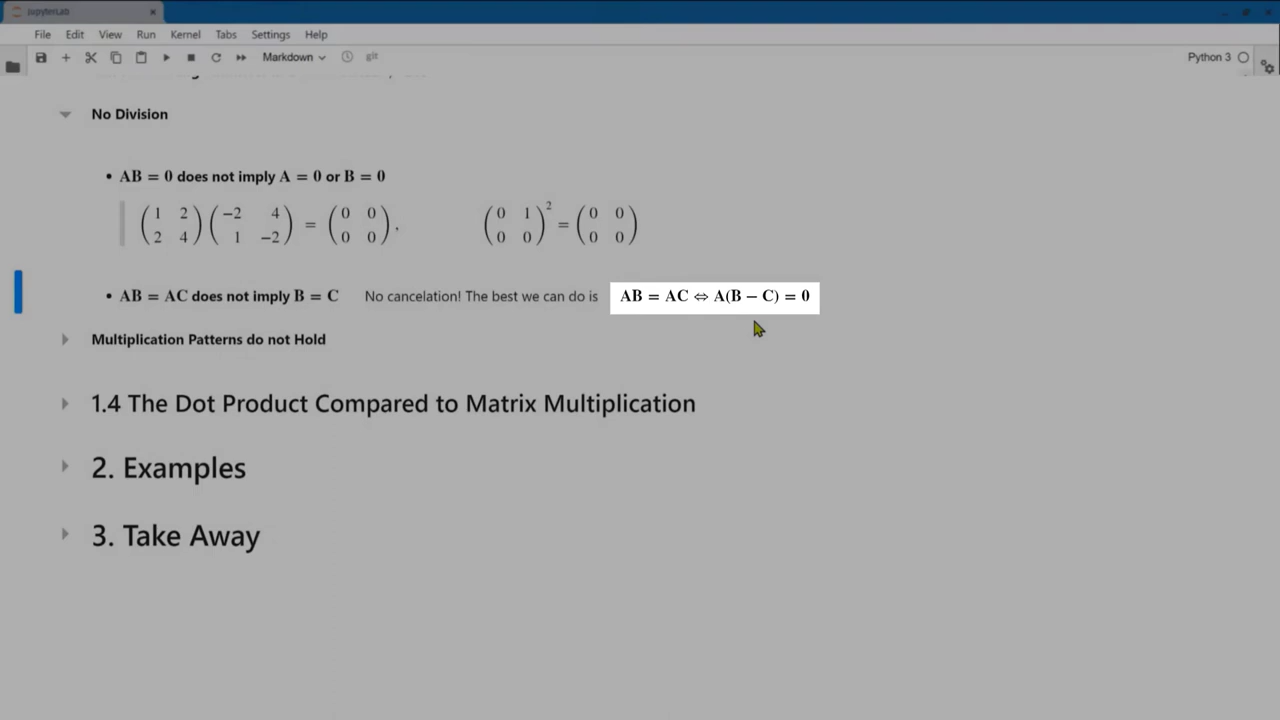 JupyterLab ×
File Edit View Run Kernel Tabs Settings Help
Markdown git Python 3
No Division
• AB = 0 does not imply A = 0 or B = 0
( 1 2 ) ( −2 4 ) = ( 0 0 ) , ( 0 1 )² = ( 0 0 )
( 2 4 ) ( 1 −2 ) ( 0 0 ) ( 0 0 ) ( 0 0 )
• AB = AC does not imply B = C No cancelation! The best we can do is AB = AC ⇔ A(B − C) = 0
Multiplication Patterns do not Hold
1.4 The Dot Product Compared to Matrix Multiplication
2. Examples
3. Take Away